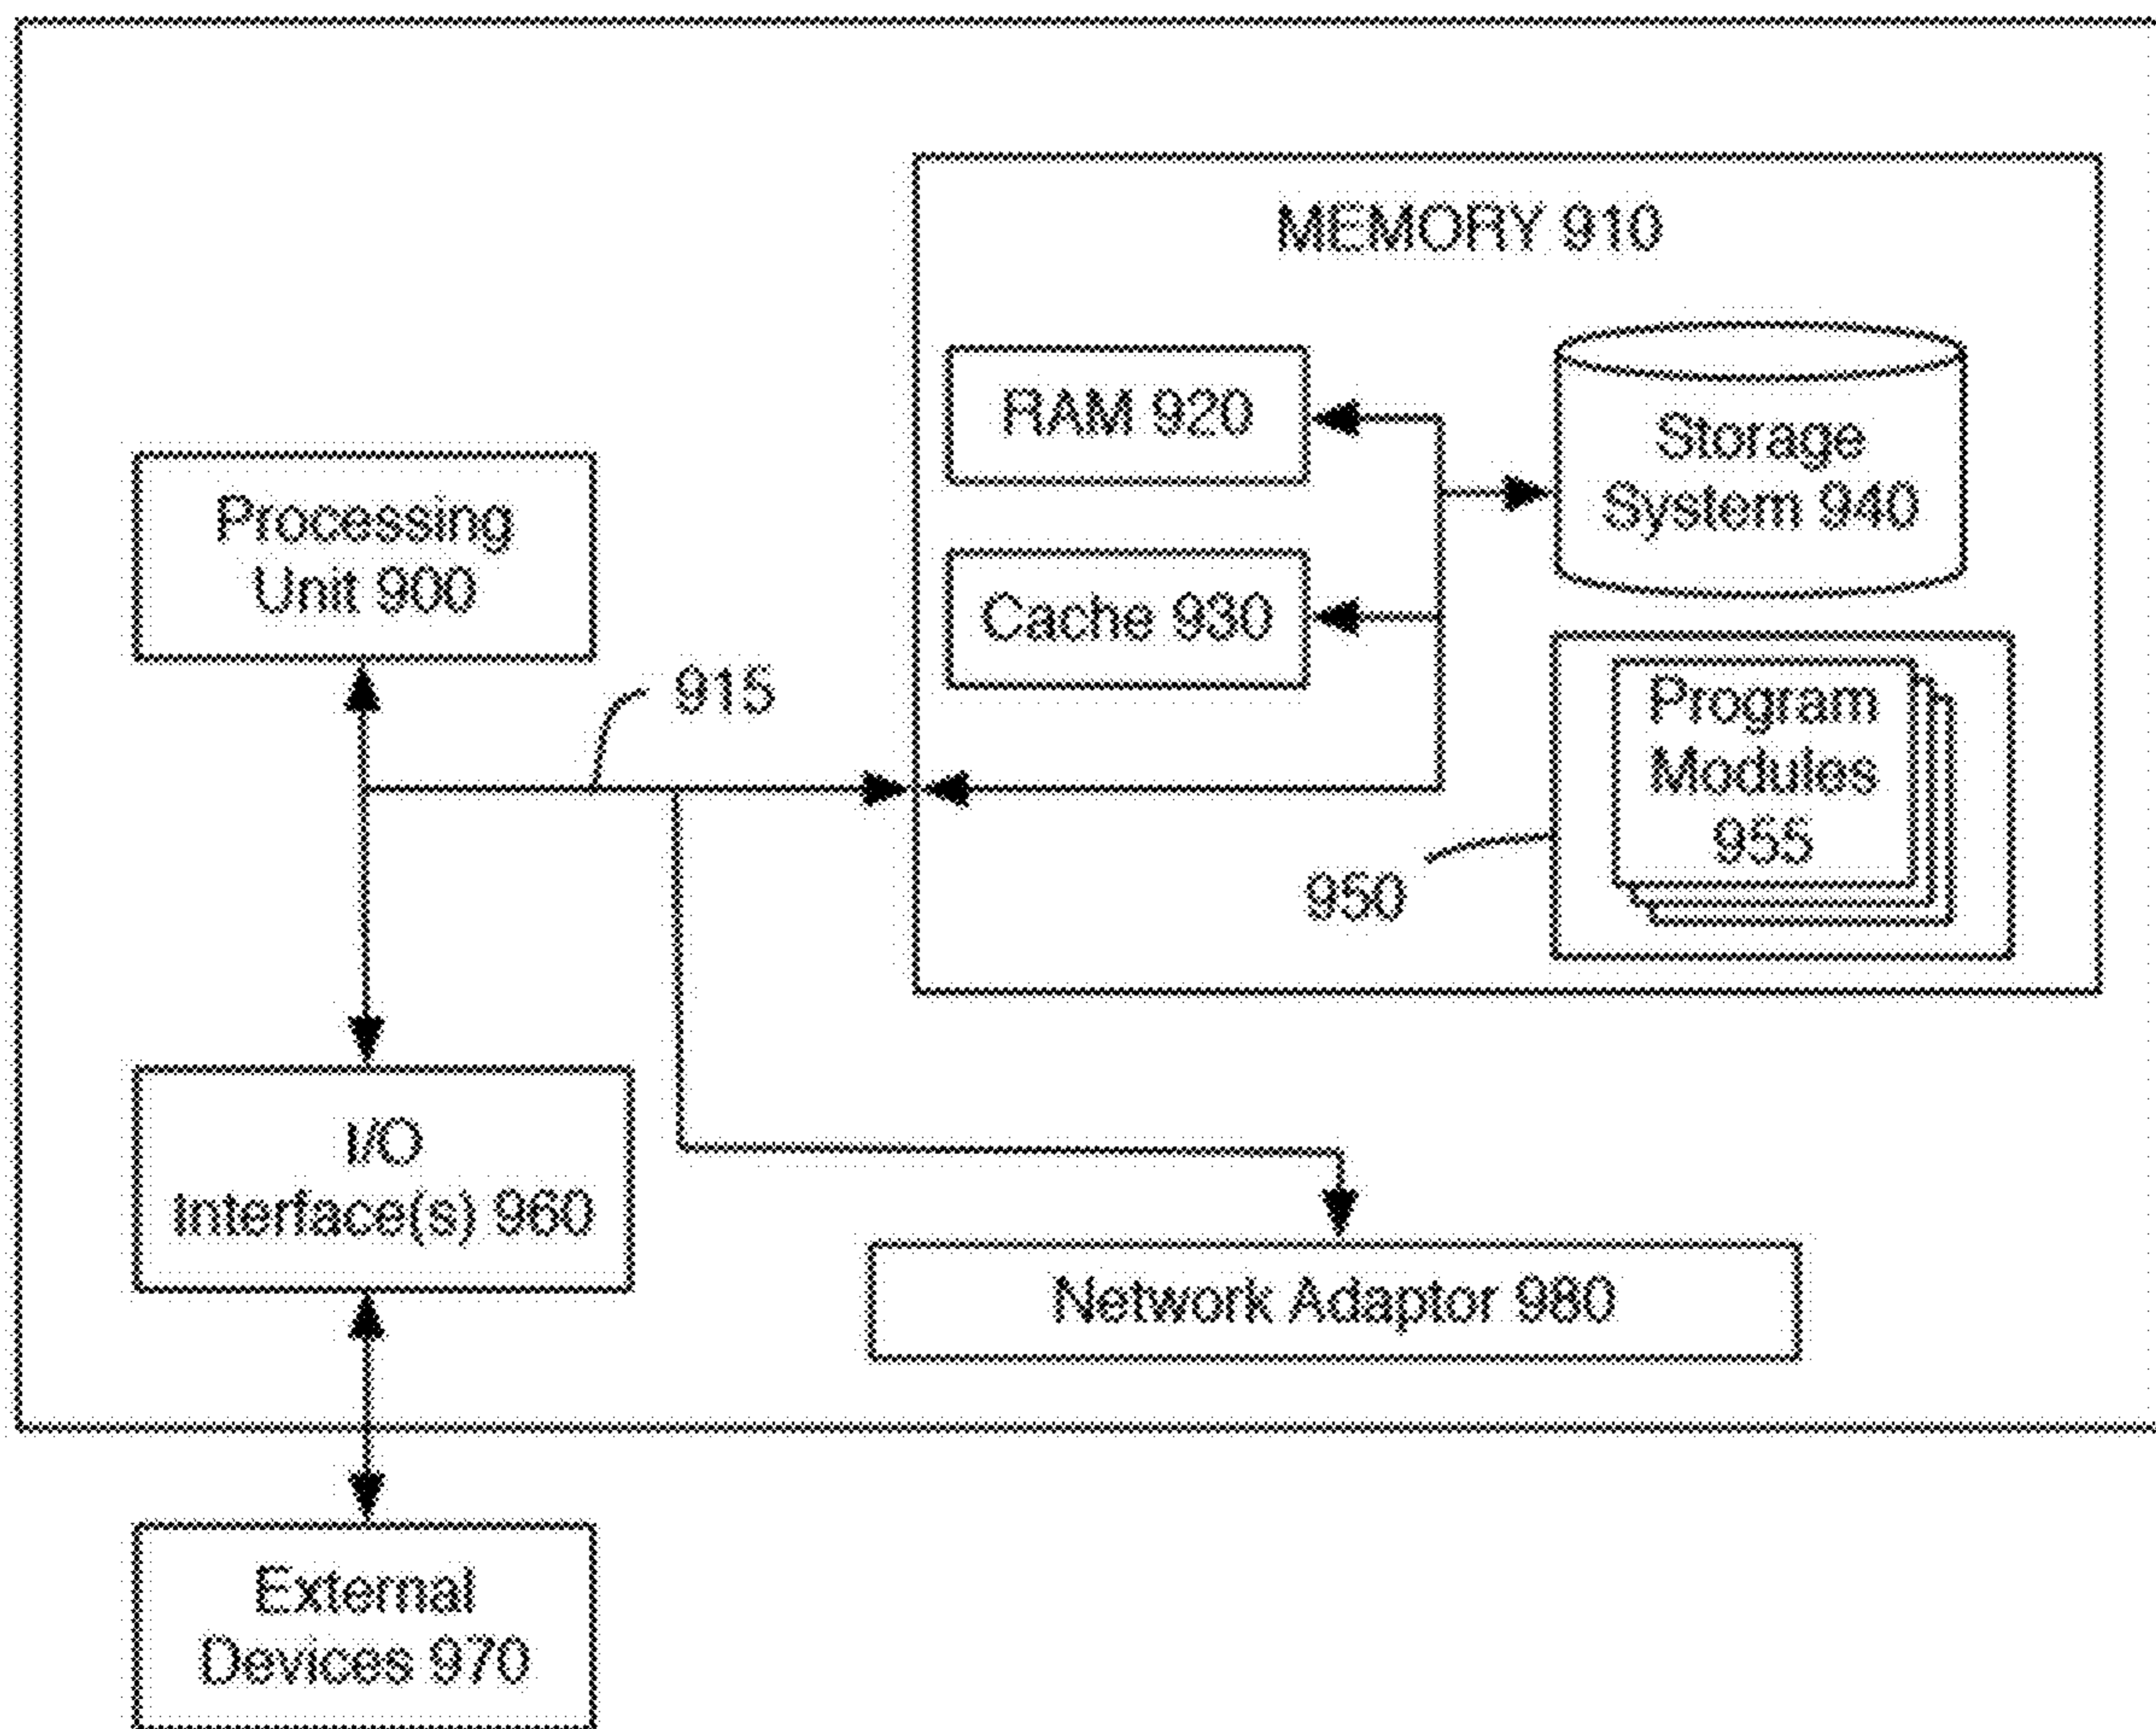 MEMORY 910
RAM 920
Storage
System 940
Processing
Unit 900
Cache 930
915
Program
Modules
955
950
I/O
Interface(s) 960
Network Adaptor 980
External
Devices 970